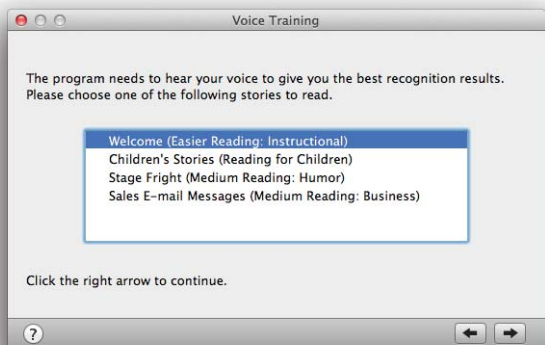 Voice Training
The program needs to hear your voice to give you the best recognition results.
Please choose one of the following stories to read.
Welcome (Easier Reading: Instructional)
Children's Stories (Reading for Children)
Stage Fright (Medium Reading: Humor)
Sales E-mail Messages (Medium Reading: Business)
Click the right arrow to continue.
?